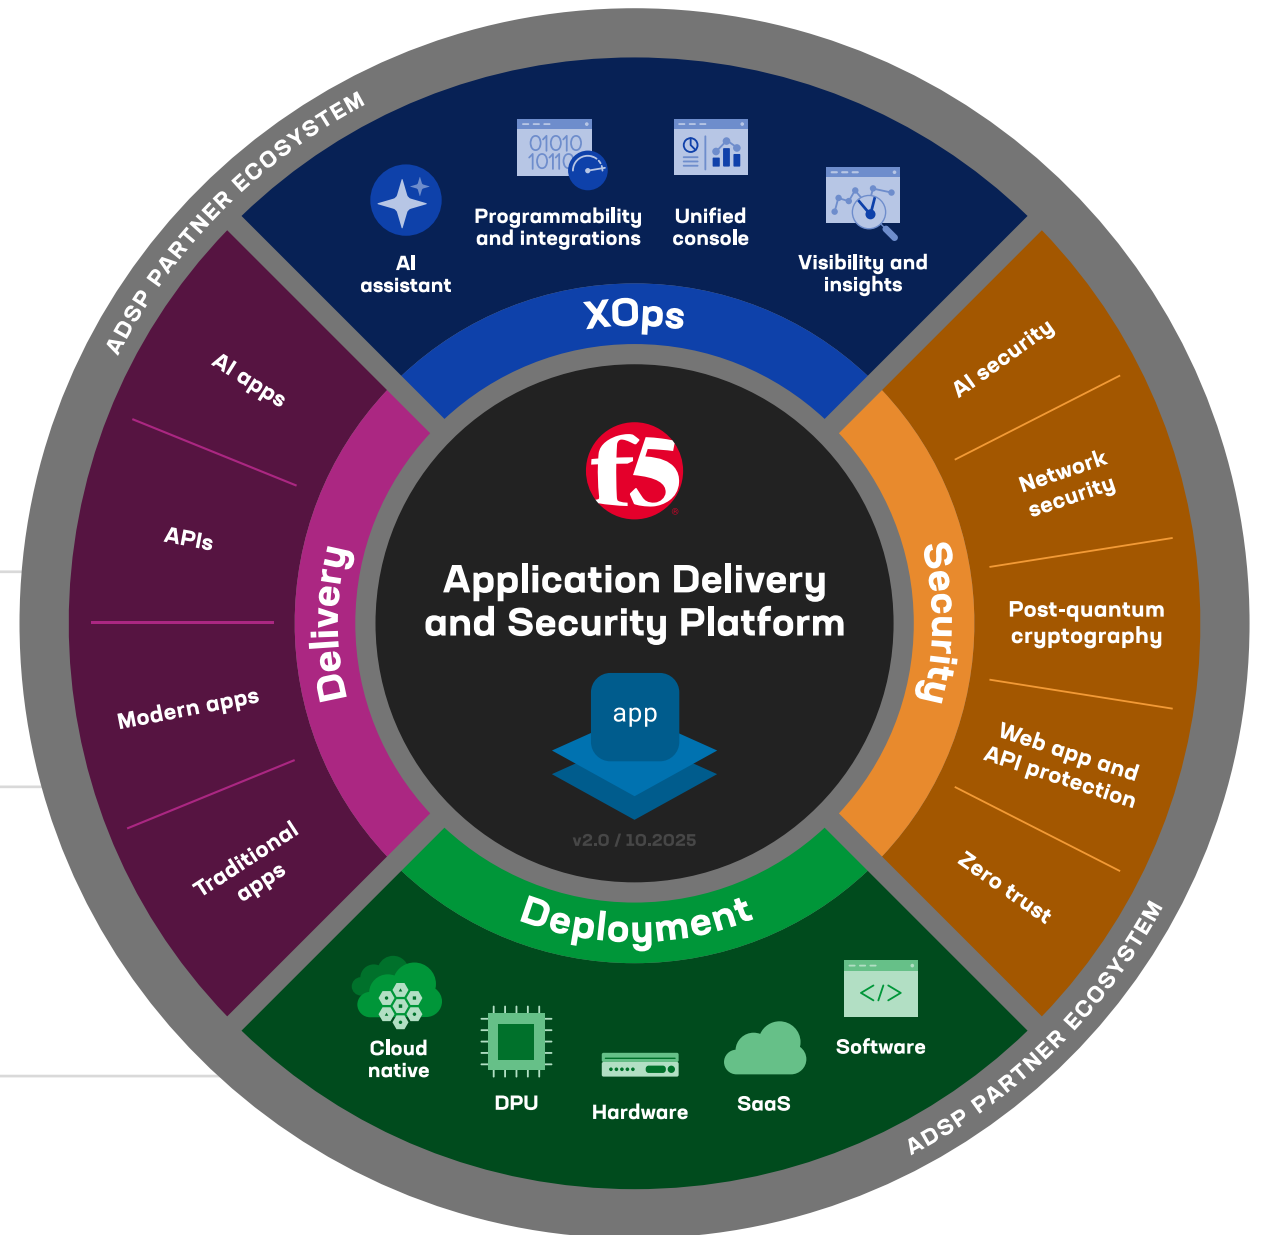 ADSP PARTNER ECOSYSTEM
01010
10110
AI
assistant
Programmability
and integrations
Unified
console
Visibility and
insights
XOps
AI apps
APIs
Modern apps
Traditional
apps
Delivery
f5
®
Application Delivery
and Security Platform
app
v2.0 / 10.2025
Security
AI security
Network
security
Post-quantum
cryptography
Web app and
API protection
Zero trust
Deployment
Cloud
native
DPU
Hardware
SaaS
</>
Software
ADSP PARTNER ECOSYSTEM